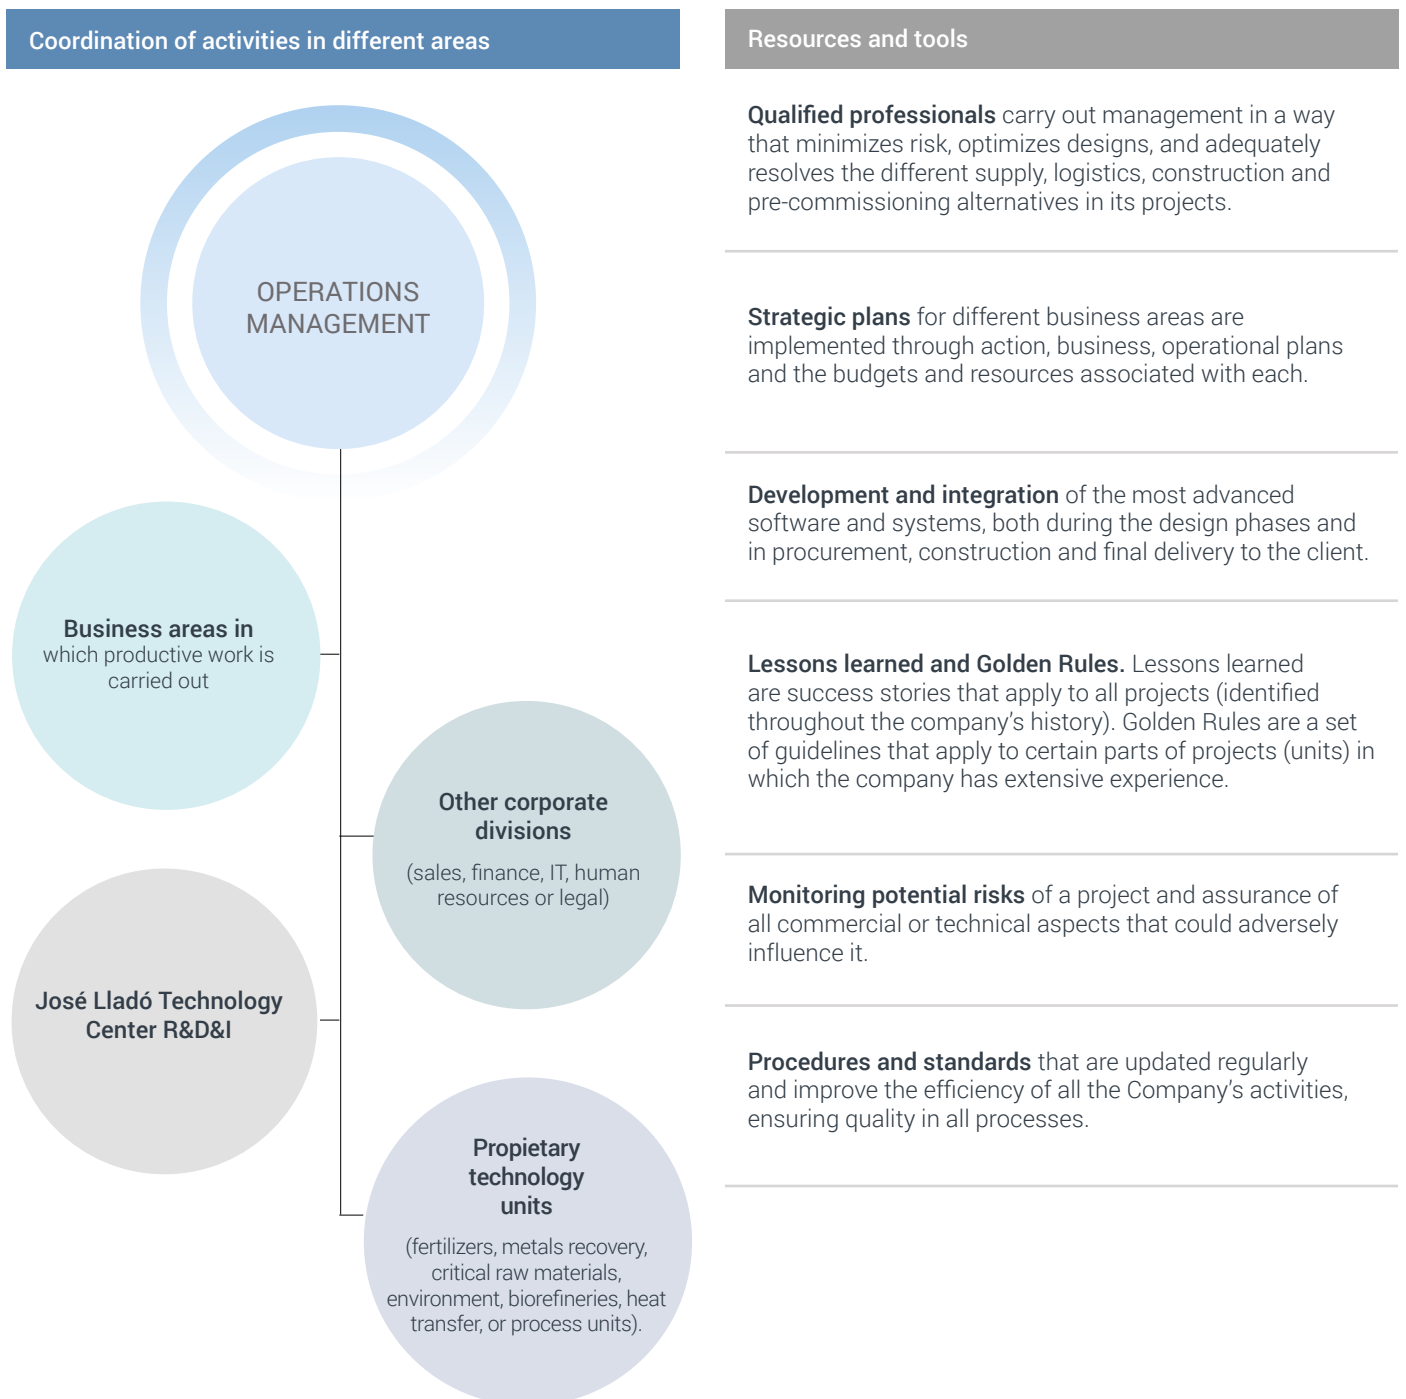 Coordination of activities in different areas
OPERATIONS
MANAGEMENT
Business areas in
which productive work is
carried out
Other corporate
divisions
(sales, finance, IT, human
resources or legal)
José Lladó Technology
Center R&D&I
Propietary
technology
units
(fertilizers, metals recovery,
critical raw materials,
environment, biorefineries, heat
transfer, or process units).
Resources and tools
Qualified professionals carry out management in a way
that minimizes risk, optimizes designs, and adequately
resolves the different supply, logistics, construction and
pre-commissioning alternatives in its projects.
Strategic plans for different business areas are
implemented through action, business, operational plans
and the budgets and resources associated with each.
Development and integration of the most advanced
software and systems, both during the design phases and
in procurement, construction and final delivery to the client.
Lessons learned and Golden Rules. Lessons learned
are success stories that apply to all projects (identified
throughout the company's history). Golden Rules are a set
of guidelines that apply to certain parts of projects (units) in
which the company has extensive experience.
Monitoring potential risks of a project and assurance of
all commercial or technical aspects that could adversely
influence it.
Procedures and standards that are updated regularly
and improve the efficiency of all the Company's activities,
ensuring quality in all processes.